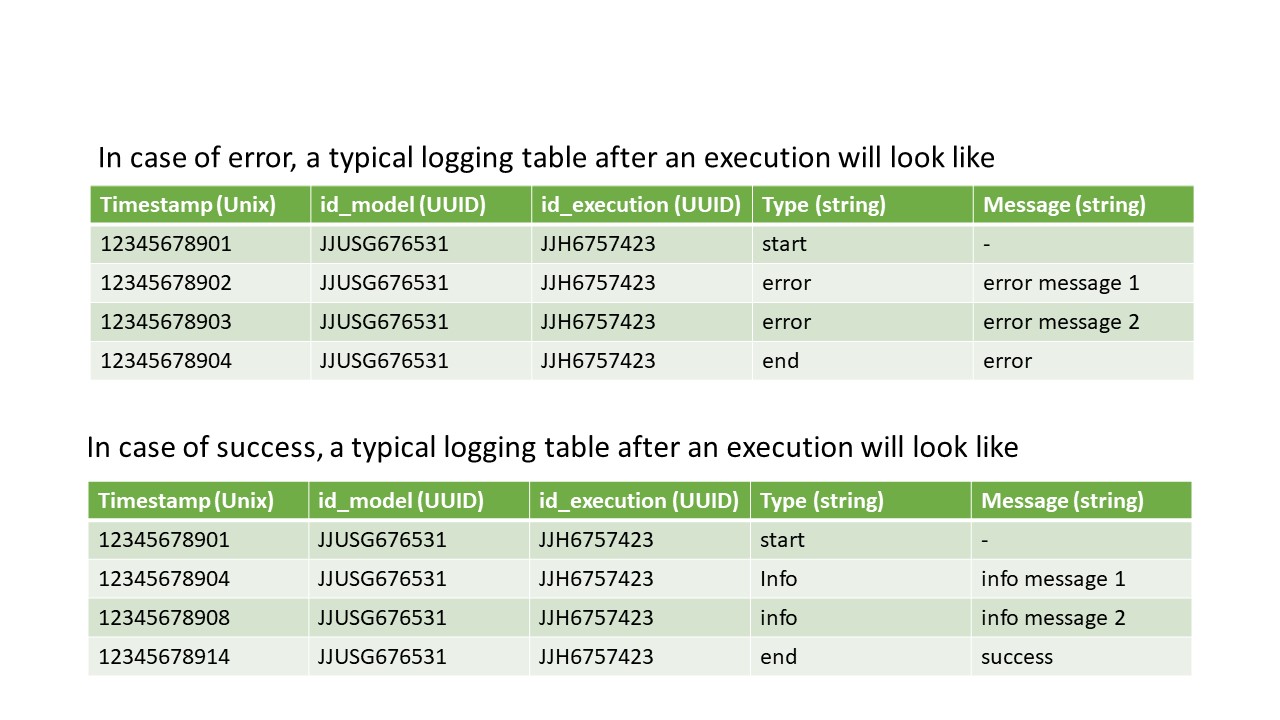 In case of error, a typical logging table after an execution will look like
Timestamp (Unix) id_model (UUID) id_execution (UUID) Type (string) Message (string)
12345678901 JJUSG676531 JJH6757423 start -
12345678902 JJUSG676531 JJH6757423 error error message 1
12345678903 JJUSG676531 JJH6757423 error error message 2
12345678904 JJUSG676531 JJH6757423 end error
In case of success, a typical logging table after an execution will look like
Timestamp (Unix) id_model (UUID) id_execution (UUID) Type (string) Message (string)
12345678901 JJUSG676531 JJH6757423 start -
12345678904 JJUSG676531 JJH6757423 Info info message 1
12345678908 JJUSG676531 JJH6757423 info info message 2
12345678914 JJUSG676531 JJH6757423 end success